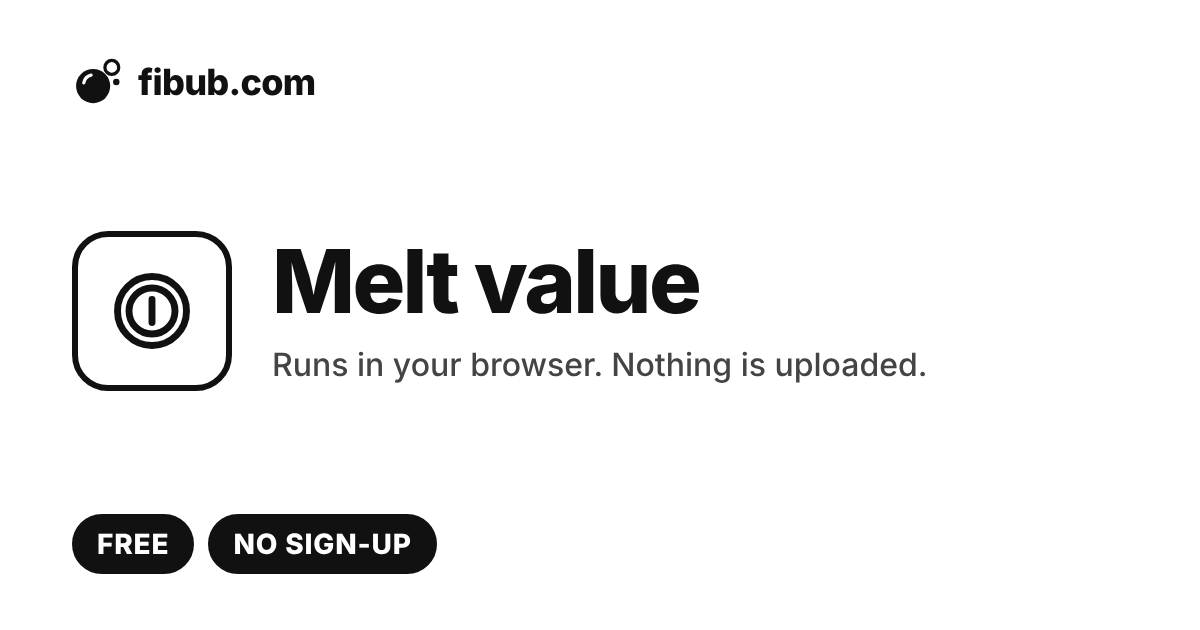 fibub.com
Melt value
Runs in your browser. Nothing is uploaded.
FREE
NO SIGN-UP